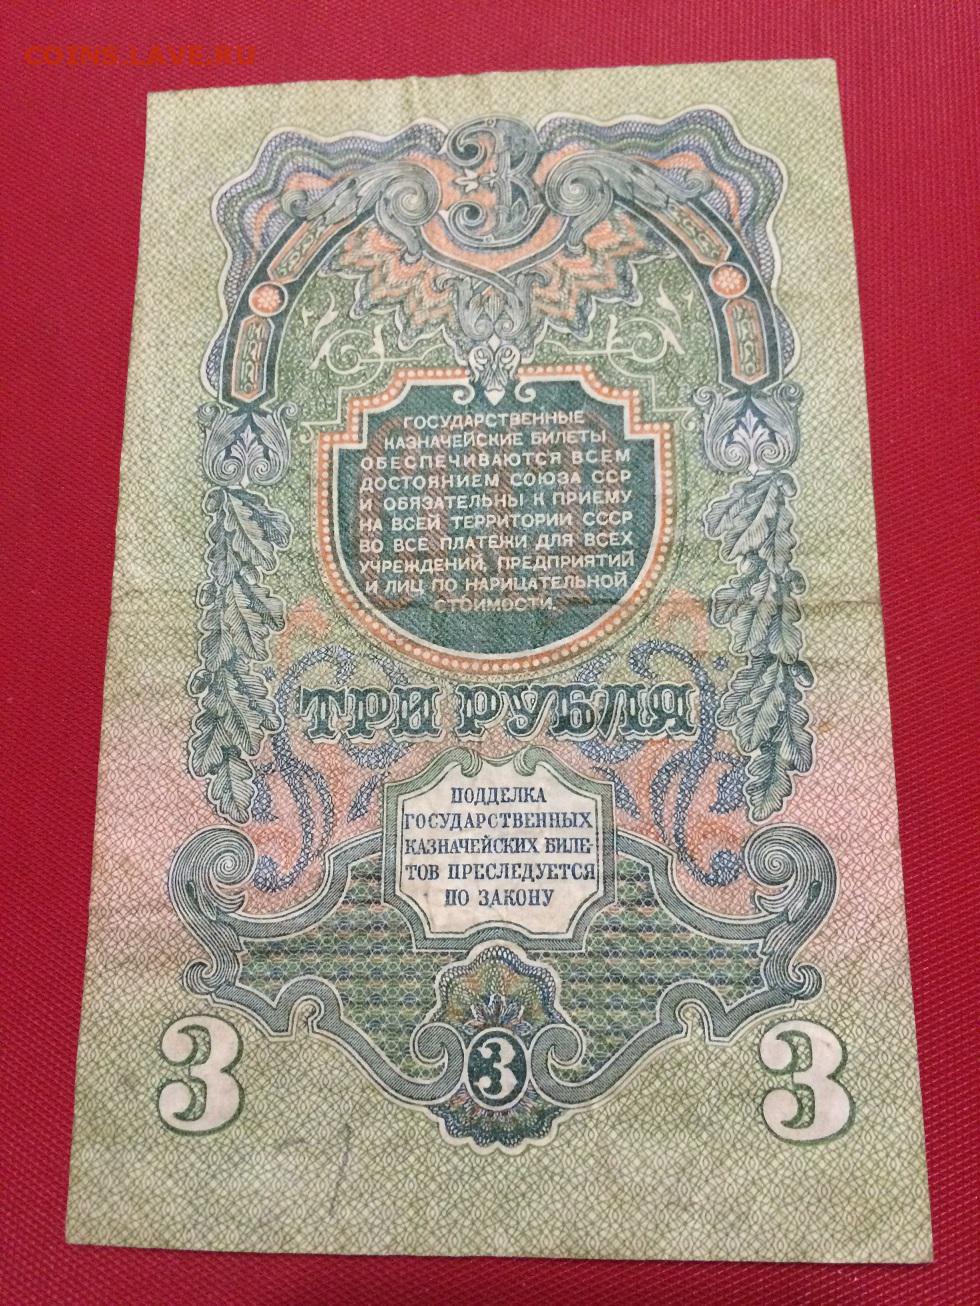 COINS.LAVE.RU
3
ГОСУДАРСТВЕННЫЕ
КАЗНАЧЕЙСКИЕ БИЛЕТЫ
ОБЕСПЕЧИВАЮТСЯ ВСЕМ
ДОСТОЯНИЕМ СОЮЗА ССР
И ОБЯЗАТЕЛЬНЫ К ПРИЕМУ
НА ВСЕЙ ТЕРРИТОРИИ СССР
ВО ВСЕ ПЛАТЕЖИ ДЛЯ ВСЕХ
УЧРЕЖДЕНИЙ, ПРЕДПРИЯТИЙ
И ЛИЦ ПО НАРИЦАТЕЛЬНОЙ
СТОИМОСТИ.
ТРИ РУБЛЯ
ПОДДЕЛКА
ГОСУДАРСТВЕННЫХ
КАЗНАЧЕЙСКИХ БИЛЕ-
ТОВ ПРЕСЛЕДУЕТСЯ
ПО ЗАКОНУ
3 3 3